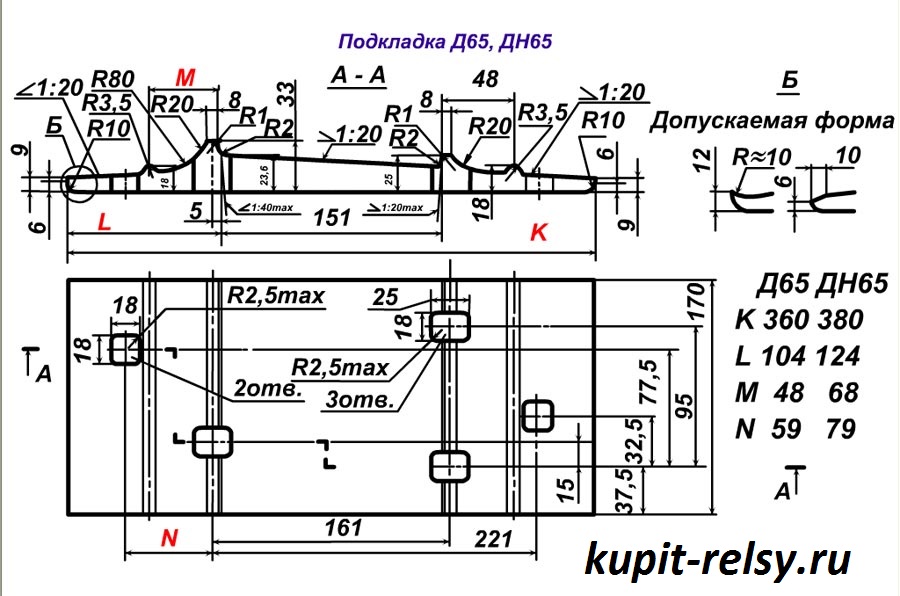 Подкладка Д65, ДН65
А - А
∠1:20
R80
М
R3,5
R20
8
R1
R2
33
>1:20
48
8
R1
R2
R20
R3,5
>1:20
R10
Б
R10
9
6
18
23,6
25
18
6
9
5
∠1:40max
151
>1:20max
L
K
Б
Допускаемая форма
12
R≈10
6
10
18
R2,5max
18
2отв.
25
18
R2,5max
3отв.
А
170
77,5
95
32,5
15
37,5
N
161
221
Д65 ДН65
К 360 380
L 104 124
М 48 68
N 59 79
А
kupit-relsy.ru